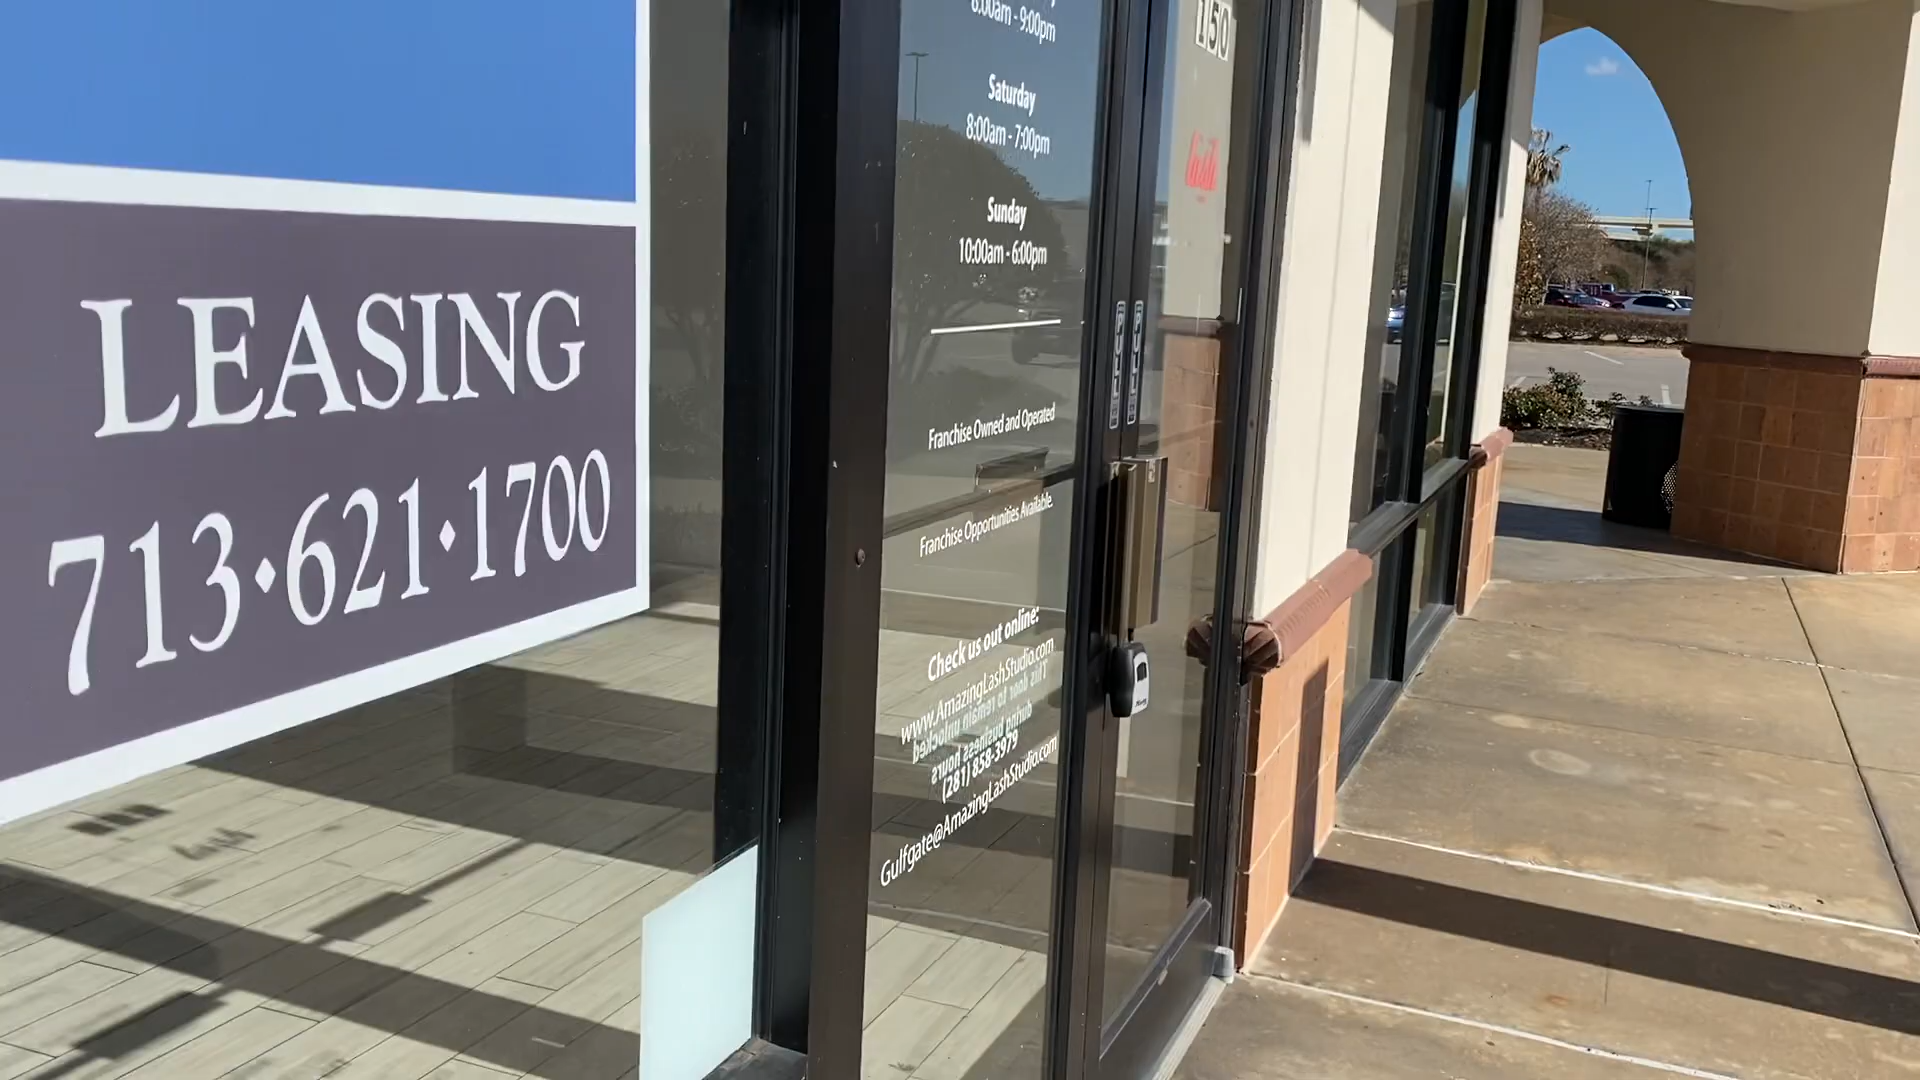 LEASING
713·621·1700
8:00am - 9:00pm
Saturday
8:00am - 7:00pm
Sunday
10:00am - 6:00pm
Franchise Owned and Operated
Franchise Opportunities Available.
Check us out online:
www.AmazingLashStudio.com
This door to remain unlocked
during business hours
(281) 858-3979
Gulfgate@AmazingLashStudio.com
150
PULL
PULL